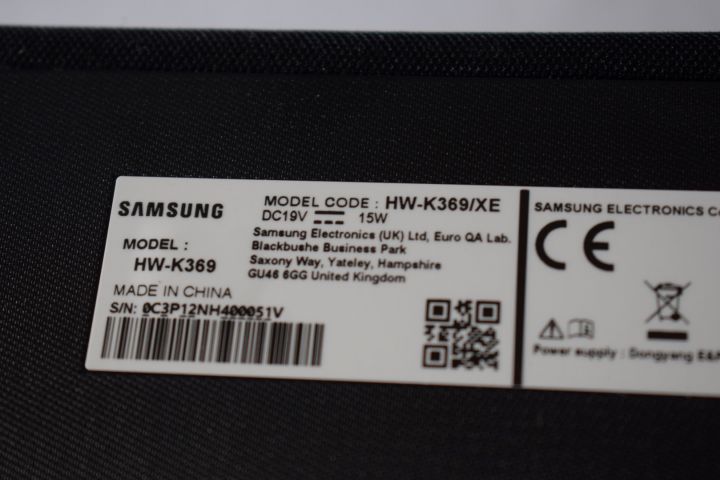 SAMSUNG
MODEL :
HW-K369
MADE IN CHINA
S/N: 0C3P12NH400051V
MODEL CODE : HW-K369/XE
DC19V 15W
Samsung Electronics (UK) Ltd, Euro QA Lab.
Blackbushe Business Park
Saxony Way, Yateley, Hampshire
GU46 6GG United Kingdom
SAMSUNG ELECTRONICS Co
CE
Power supply : Dongyang E&